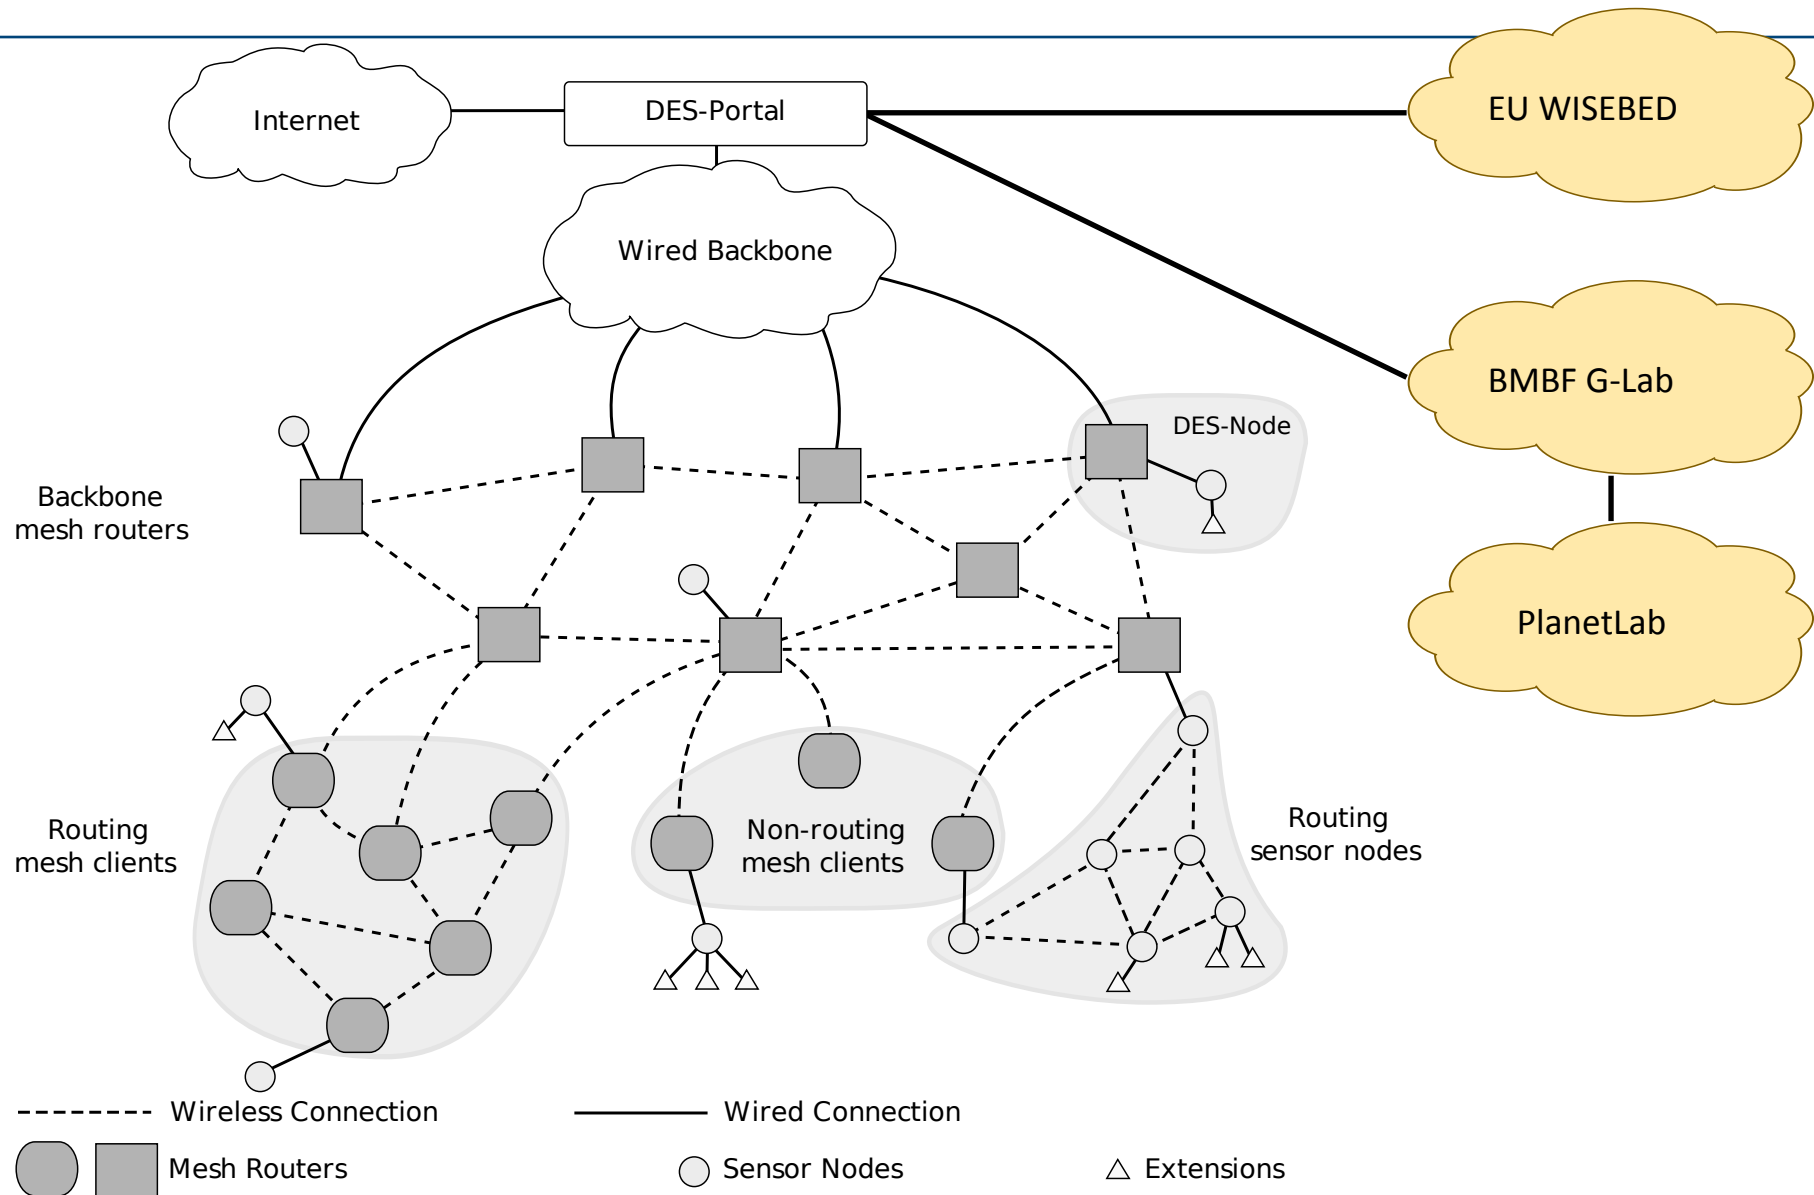 Internet
DES-Portal
EU WISEBED
Wired Backbone
BMBF G-Lab
DES-Node
Backbone
mesh routers
PlanetLab
Routing
mesh clients
Non-routing
mesh clients
Routing
sensor nodes
Wireless Connection
Wired Connection
Mesh Routers
Sensor Nodes
Extensions